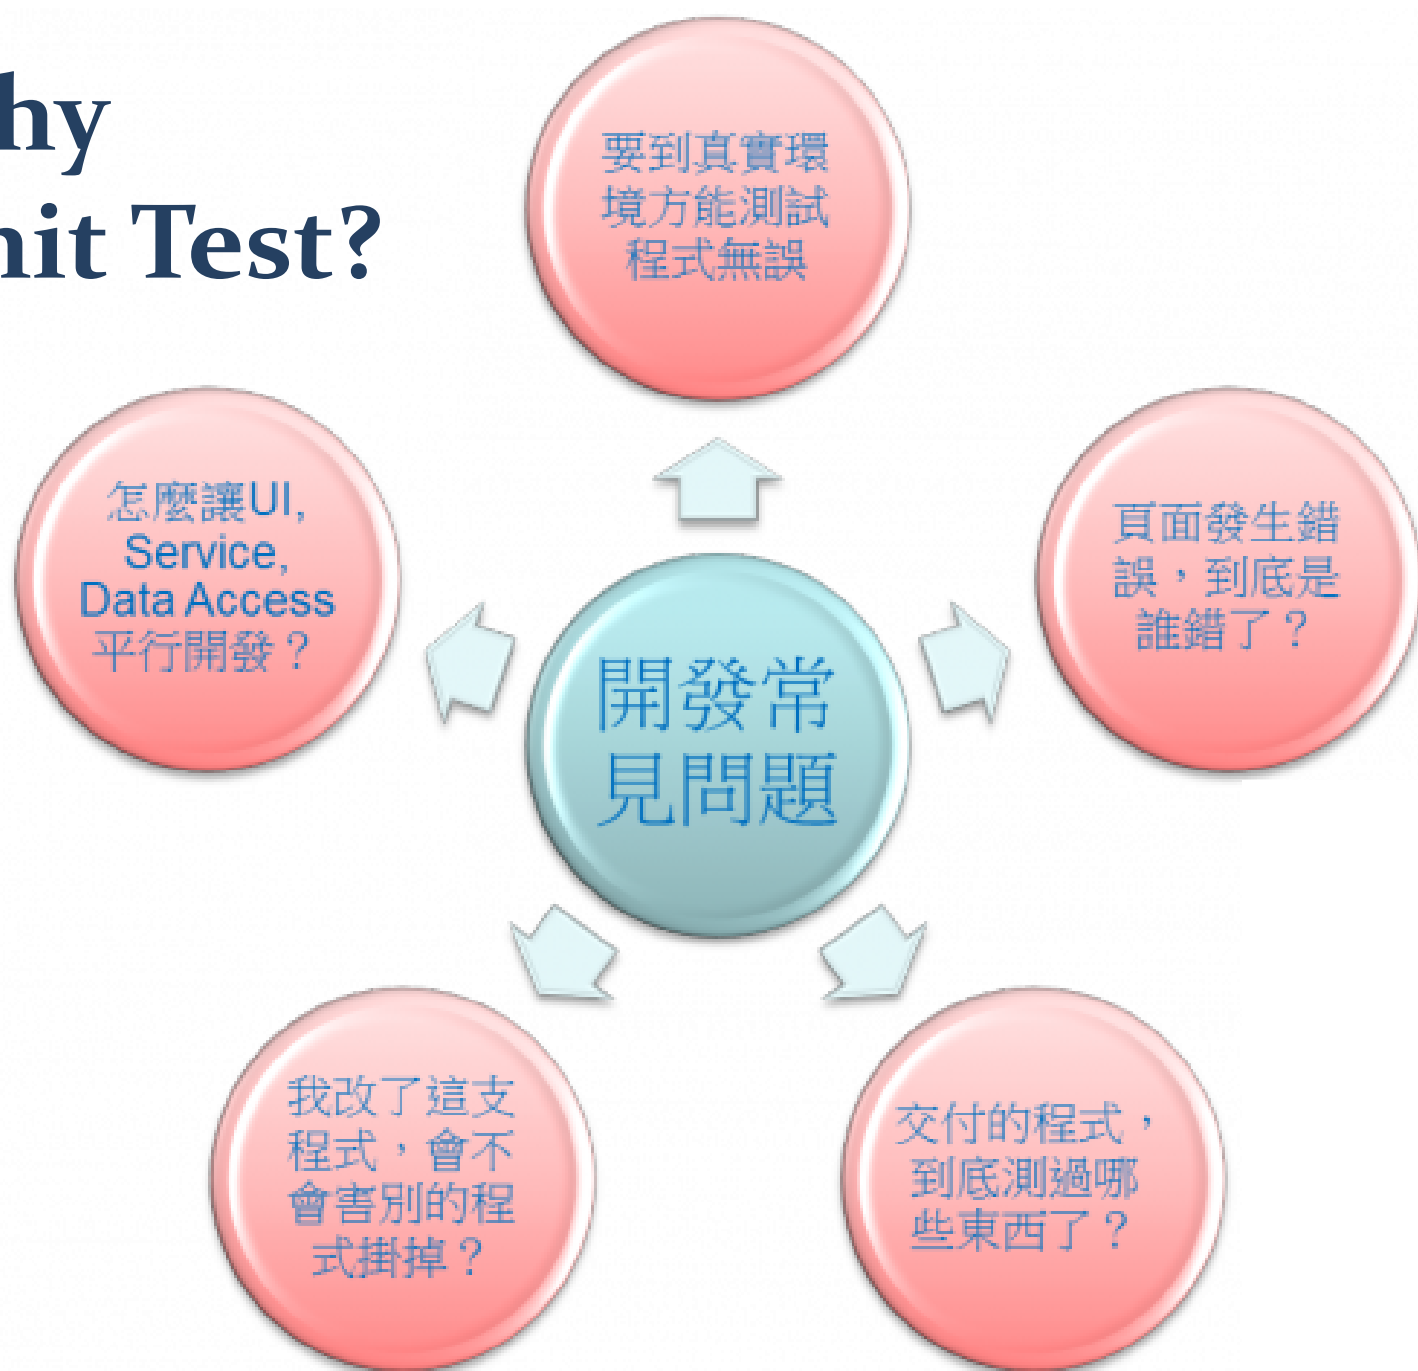 hy
nit Test?
要到真實環
境方能測試
程式無誤
頁面發生錯
誤，到底是
誰錯了？
交付的程式，
到底測過哪
些東西了？
我改了這支
程式，會不
會害別的程
式掛掉？
怎麼讓UI,
Service,
Data Access
平行開發？
開發常
見問題